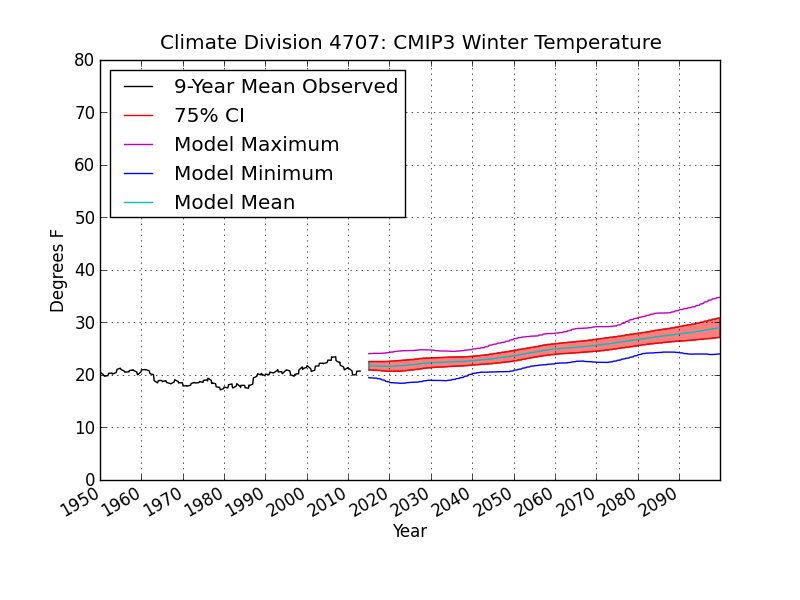 Climate Division 4707: CMIP3 Winter Temperature
80
70
60
50
40
30
20
10
0
Degrees F
9-Year Mean Observed
75% CI
Model Maximum
Model Minimum
Model Mean
1950 1960 1970 1980 1990 2000 2010 2020 2030 2040 2050 2060 2070 2080 2090
Year